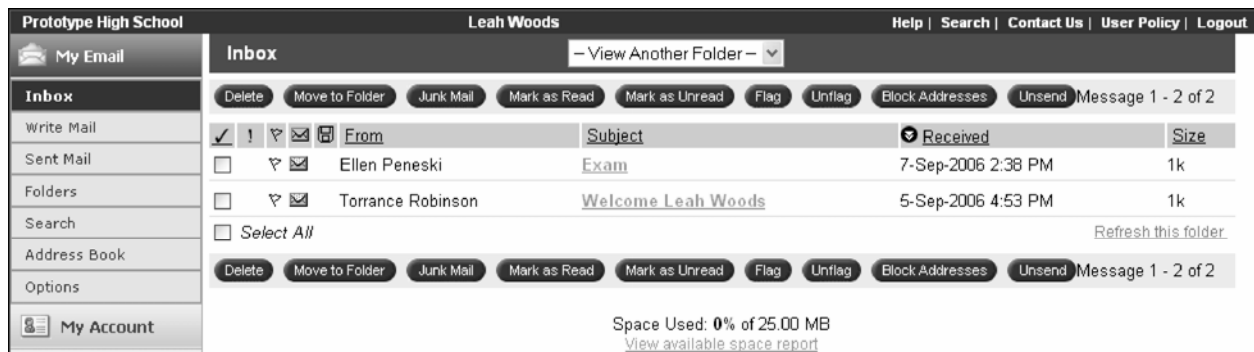 Prototype High School Leah Woods Help | Search | Contact Us | User Policy | Logout
My Email Inbox – View Another Folder –
Inbox Delete Move to Folder Junk Mail Mark as Read Mark as Unread Flag Unflag Block Addresses Unsend Message 1 - 2 of 2
Write Mail
✓ ! From Subject Received Size
Sent Mail Ellen Peneski Exam 7-Sep-2006 2:38 PM 1k
Folders Torrance Robinson Welcome Leah Woods 5-Sep-2006 4:53 PM 1k
Search Select All Refresh this folder
Address Book
Options Delete Move to Folder Junk Mail Mark as Read Mark as Unread Flag Unflag Block Addresses Unsend Message 1 - 2 of 2
My Account Space Used: 0% of 25.00 MB
View available space report